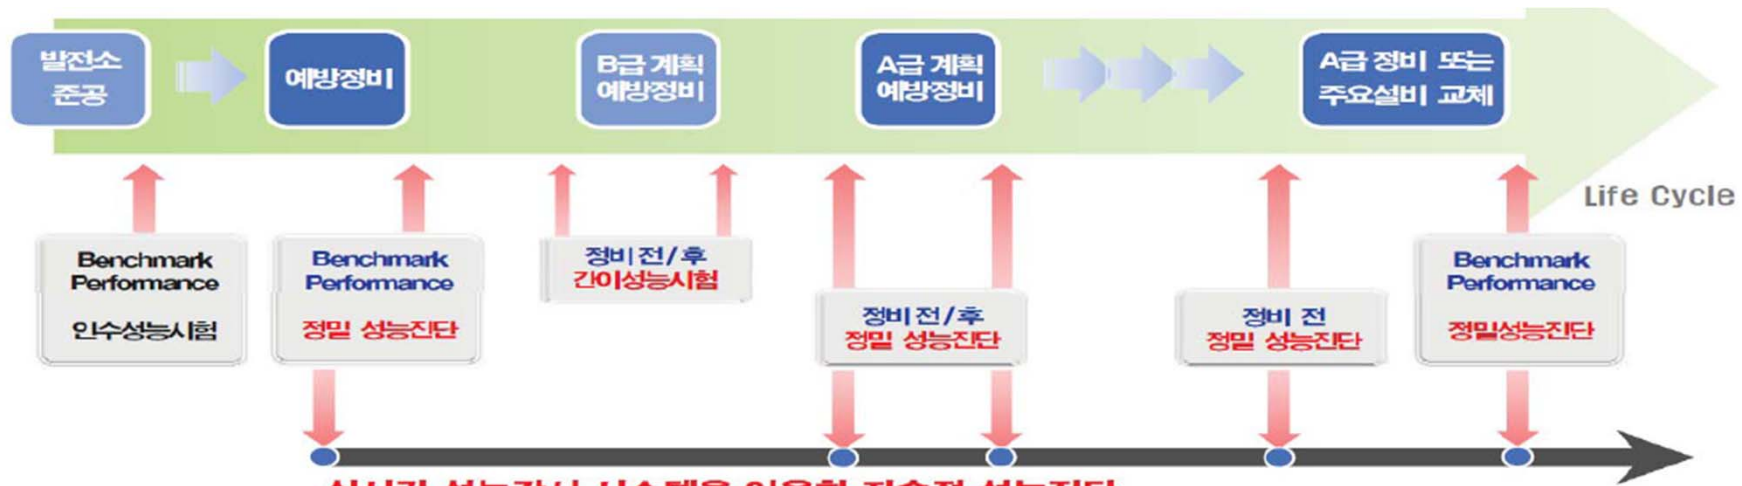 발전소
준공
예방정비
B급 계획
예방정비
A급 계획
예방정비
A급 정비 또는
주요설비 교체
Life Cycle
Benchmark
Performance
인수성능시험
Benchmark
Performance
정밀 성능진단
정비 전/후
간이성능시험
정비 전/후
정밀 성능진단
정비 전
정밀 성능진단
Benchmark
Performance
정밀성능진단